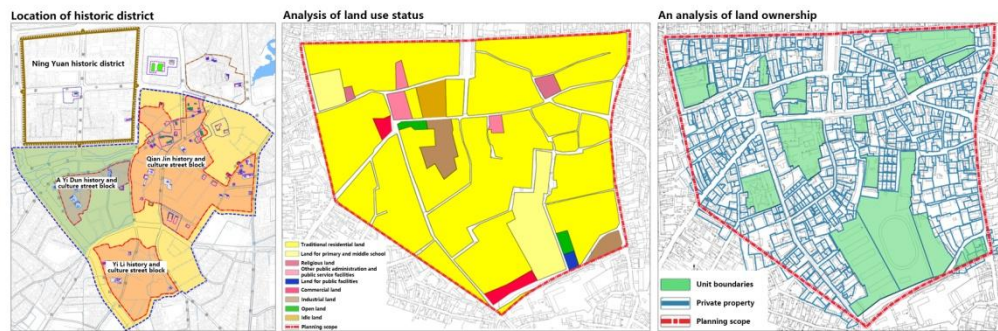 Location of historic district
Ning Yuan historic district
Qian Jin history and
culture street block
A Yi Dun history and
culture street block
Yi Li history and
culture street block
Analysis of land use status
Traditional residential land
Land for primary and middle school
Religious land
Other public administration and
public service facilities
Land for public facilities
Commercial land
Industrial land
Open land
Idle land
Planning scope
An analysis of land ownership
Unit boundaries
Private property
Planning scope